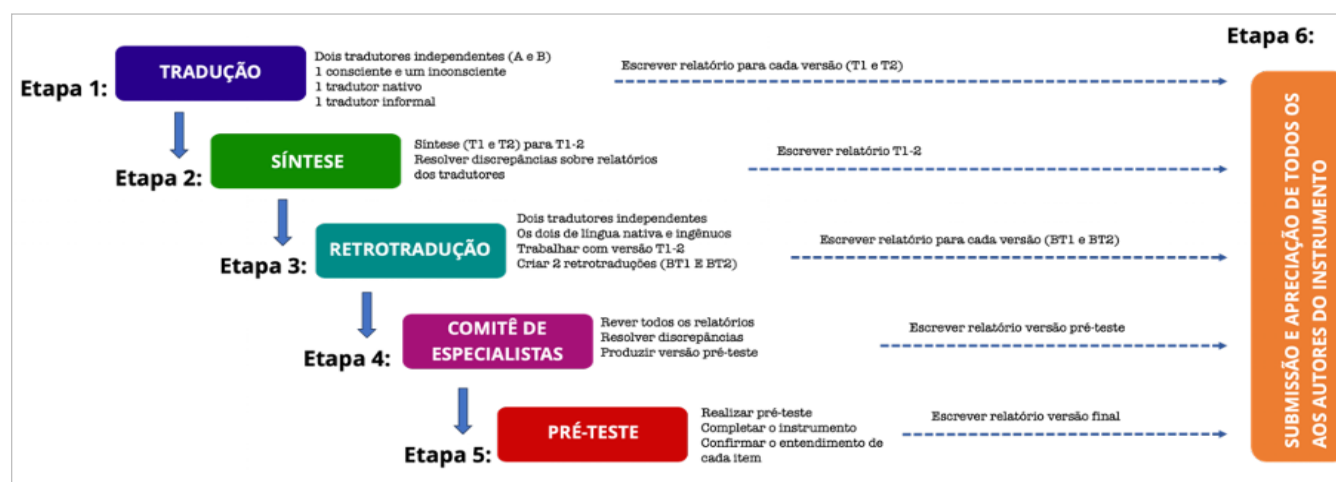 Etapa 6:
Etapa 1:
TRADUÇÃO
Dois tradutores independentes (A e B)
1 consciente e um inconsciente
1 tradutor nativo
1 tradutor informal
Escrever relatório para cada versão (T1 e T2)
Etapa 2:
SÍNTESE
Síntese (T1 e T2) para T1-2
Resolver discrepâncias sobre relatórios
dos tradutores
Escrever relatório T1-2
Etapa 3:
RETROTRADUÇÃO
Dois tradutores independentes
Os dois de língua nativa e ingênuos
Trabalhar com versão T1-2
Criar 2 retrotraduções (BT1 E BT2)
Escrever relatório para cada versão (BT1 e BT2)
Etapa 4:
COMITÊ DE
ESPECIALISTAS
Rever todos os relatórios
Resolver discrepâncias
Produzir versão pré-teste
Escrever relatório versão pré-teste
Etapa 5:
PRÉ-TESTE
Realizar pré-teste
Completar o instrumento
Confirmar o entendimento de
cada item
Escrever relatório versão final
SUBMISSÃO E APRECIAÇÃO DE TODOS OS
AOS AUTORES DO INSTRUMENTO